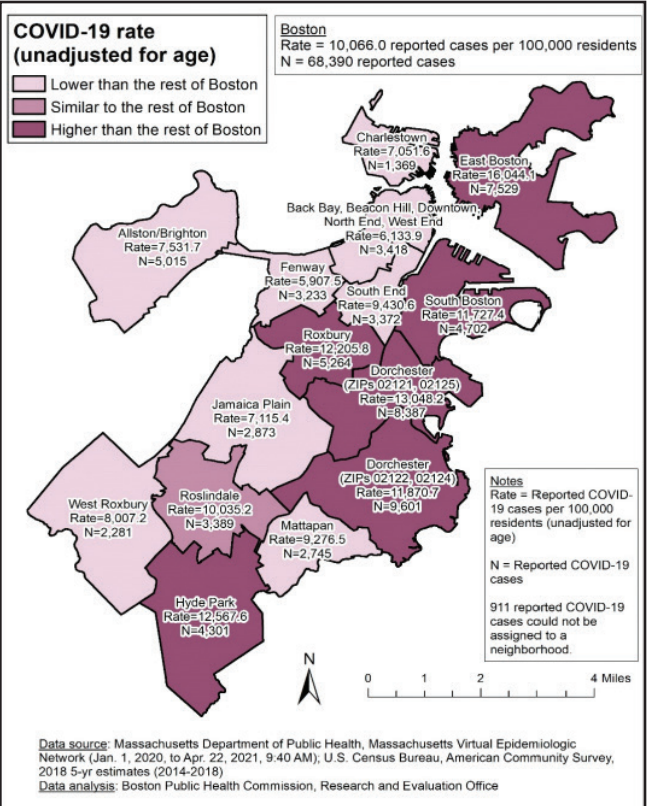 COVID-19 rate
(unadjusted for age)
Lower than the rest of Boston
Similar to the rest of Boston
Higher than the rest of Boston
Boston
Rate = 10,066.0 reported cases per 100,000 residents
N = 68,390 reported cases
Charlestown
Rate=7,051.6
N=1,369
East Boston
Rate=16,044.1
N=7,529
Back Bay, Beacon Hill, Downtown,
North End, West End
Rate=6,133.9
N=3,418
Allston/Brighton
Rate=7,531.7
N=5,015
Fenway
Rate=5,907.5
N=3,233
South End
Rate=9,430.6
N=3,372
South Boston
Rate=11,727.4
N=4,702
Roxbury
Rate=12,205.8
N=5,264
Dorchester
(ZIPs 02121, 02125)
Rate=13,048.2
N=8,387
Jamaica Plain
Rate=7,115.4
N=2,873
Dorchester
(ZIPs 02122, 02124)
Rate=11,870.7
N=9,601
West Roxbury
Rate=8,007.2
N=2,281
Roslindale
Rate=10,035.2
N=3,389
Mattapan
Rate=9,276.5
N=2,745
Hyde Park
Rate=12,567.6
N=4,301
Notes
Rate = Reported COVID-
19 cases per 100,000
residents (unadjusted for
age)
N = Reported COVID-19
cases
911 reported COVID-19
cases could not be
assigned to a
neighborhood.
N
0 1 2 4 Miles
Data source: Massachusetts Department of Public Health, Massachusetts Virtual Epidemiologic
Network (Jan. 1, 2020, to Apr. 22, 2021, 9:40 AM); U.S. Census Bureau, American Community Survey,
2018 5-yr estimates (2014-2018)
Data analysis: Boston Public Health Commission, Research and Evaluation Office